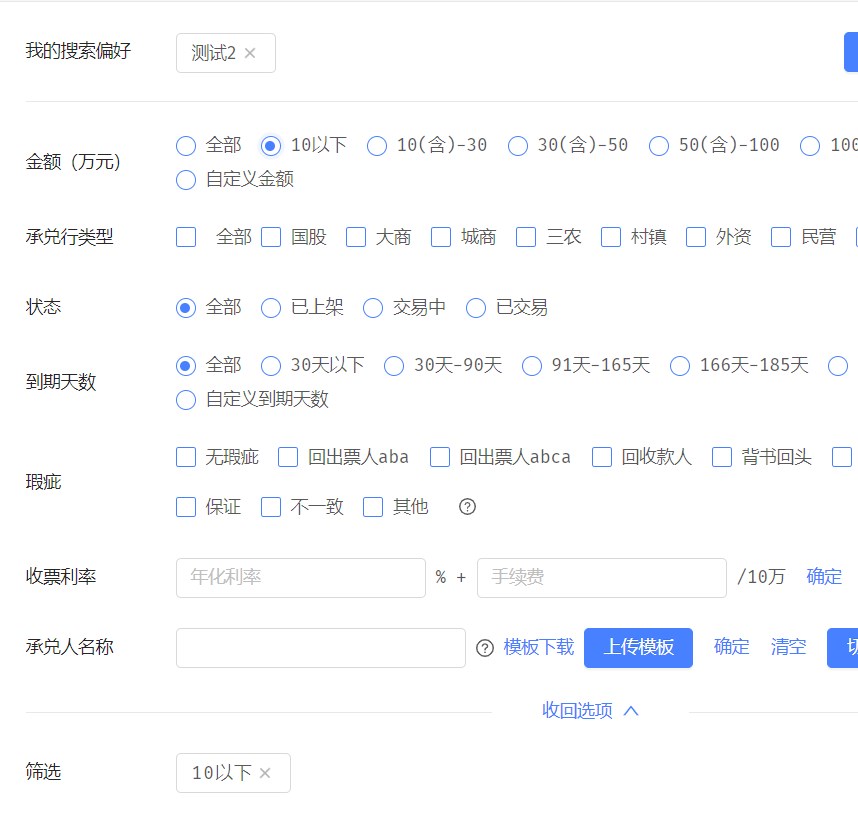 我的搜索偏好 测试2 ×
全部 10以下 10(含)-30 30(含)-50 50(含)-100 100
金额（万元）
自定义金额
承兑行类型 全部 国股 大商 城商 三农 村镇 外资 民营
状态 全部 已上架 交易中 已交易
全部 30天以下 30天-90天 91天-165天 166天-185天
到期天数
自定义到期天数
无瑕疵 回出票人aba 回出票人abca 回收款人 背书回头
瑕疵
保证 不一致 其他 ?
收票利率 年化利率 % + 手续费 /10万 确定
承兑人名称 ? 模板下载 上传模板 确定 清空
收回选项
筛选 10以下 ×